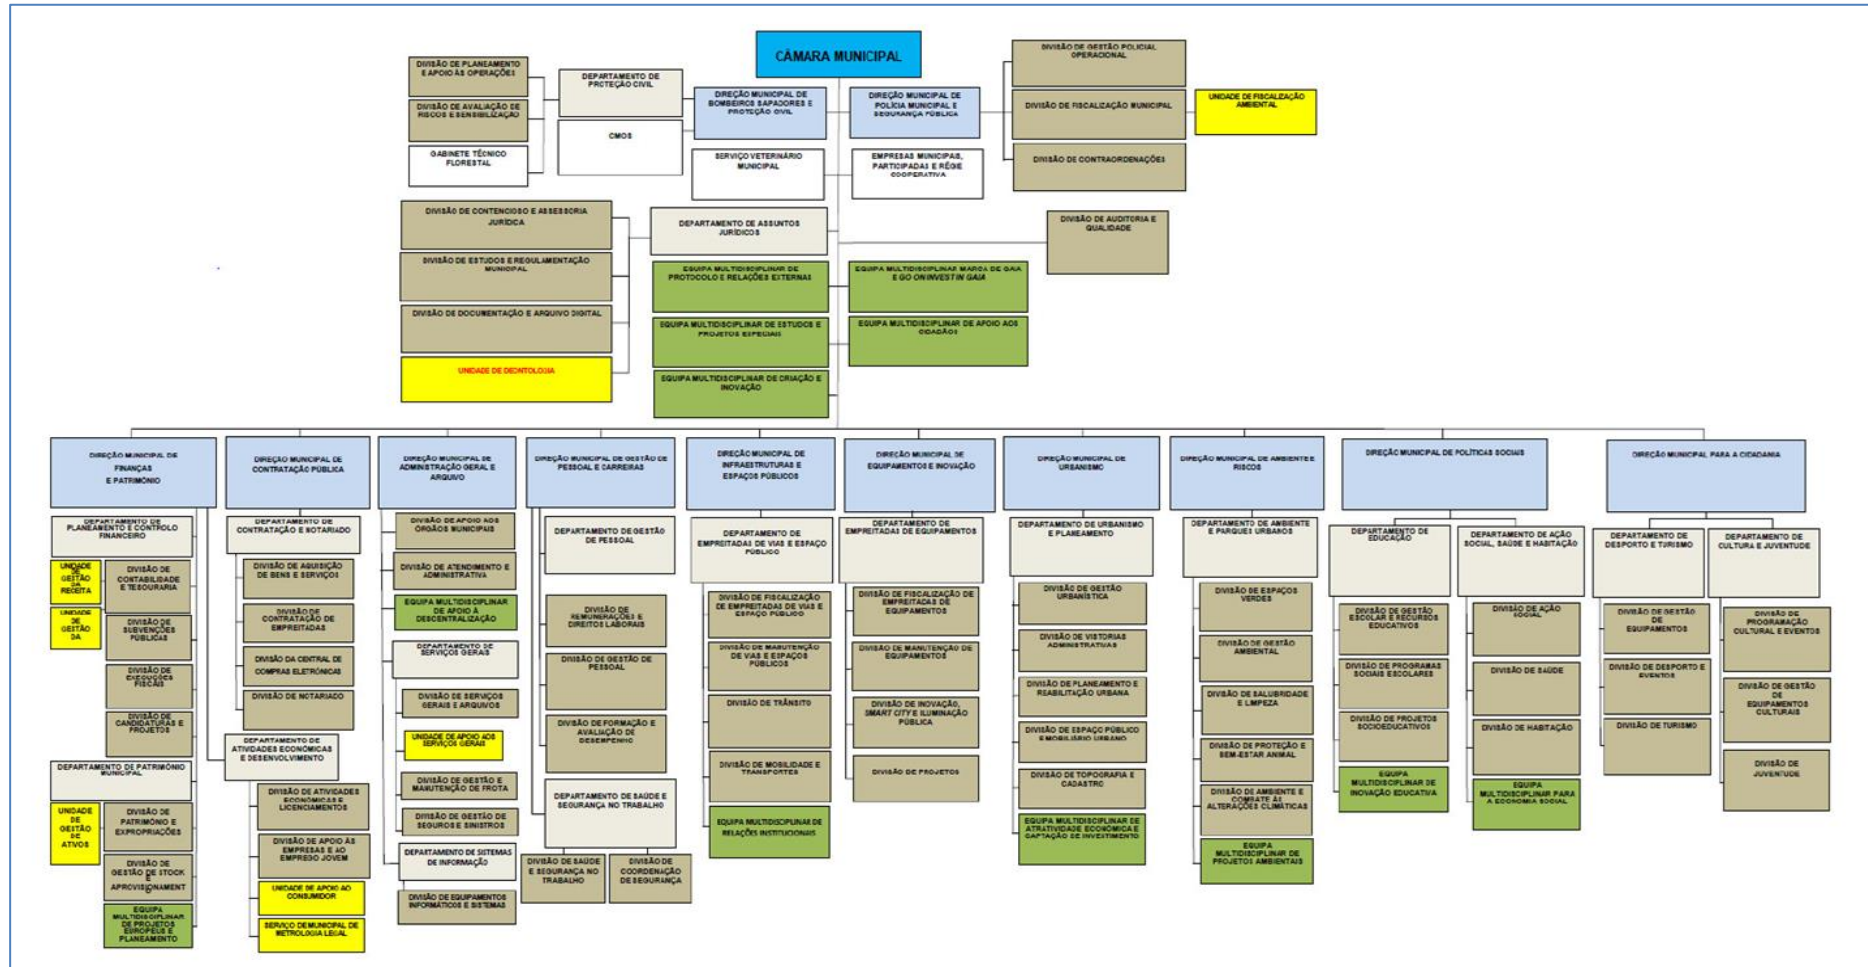 CÂMARA MUNICIPAL
DIVISÃO DE PLANEAMENTO
E APOIO ÀS OPERAÇÕES
DIVISÃO DE AVALIAÇÃO DE
RISCOS E SENSIBILIZAÇÃO
GABINETE TÉCNICO
FLORESTAL
DEPARTAMENTO DE
PROTEÇÃO CIVIL
CMOS
DIREÇÃO MUNICIPAL DE
BOMBEIROS SAPADORES E
PROTEÇÃO CIVIL
DIREÇÃO MUNICIPAL DE
POLÍCIA MUNICIPAL E
SEGURANÇA PÚBLICA
DIVISÃO DE GESTÃO POLICIAL
OPERACIONAL
DIVISÃO DE FISCALIZAÇÃO MUNICIPAL
UNIDADE DE FISCALIZAÇÃO
AMBIENTAL
DIVISÃO DE CONTRAORDENAÇÕES
SERVIÇO VETERINÁRIO
MUNICIPAL
EMPRESAS MUNICIPAIS,
PARTICIPADAS E RÉGIE
COOPERATIVA
DIVISÃO DE CONTENCIOSO E ASSESSORIA
JURÍDICA
DIVISÃO DE ESTUDOS E REGULAMENTAÇÃO
MUNICIPAL
DIVISÃO DE DOCUMENTAÇÃO E ARQUIVO DIGITAL
UNIDADE DE DEONTOLOGIA
DEPARTAMENTO DE ASSUNTOS
JURÍDICOS
DIVISÃO DE AUDITORIA E
QUALIDADE
EQUIPA MULTIDISCIPLINAR DE
PROTOCOLO E RELAÇÕES EXTERNAS
EQUIPA MULTIDISCIPLINAR MARCA DE GAIA
E GO ON INVEST IN GAIA
EQUIPA MULTIDISCIPLINAR DE ESTUDOS E
PROJETOS ESPECIAIS
EQUIPA MULTIDISCIPLINAR DE APOIO AOS
CIDADÃOS
EQUIPA MULTIDISCIPLINAR DE CRIAÇÃO E
INOVAÇÃO
DIREÇÃO MUNICIPAL DE
FINANÇAS
E PATRIMÓNIO
DEPARTAMENTO DE
PLANEAMENTO E CONTROLO
FINANCEIRO
UNIDADE
DE
GESTÃO
DA
RECEITA
DIVISÃO DE
CONTABILIDADE
E TESOURARIA
UNIDADE
DE
GESTÃO
DA
DIVISÃO DE
SUBVENÇÕES
PÚBLICAS
DIVISÃO DE
EXECUÇÕES
FISCAIS
DIVISÃO DE
CANDIDATURAS E
PROJETOS
DEPARTAMENTO DE PATRIMÓNIO
MUNICIPAL
UNIDADE
DE
GESTÃO
DE
ATIVOS
DIVISÃO DE
PATRIMÓNIO E
EXPROPRIAÇÕES
DIVISÃO DE
GESTÃO DE STOCK
E
APROVISIONAMENT
EQUIPA
MULTIDISCIPLINAR
DE PROJETOS
EUROPEUS E
PLANEAMENTO
DIREÇÃO MUNICIPAL DE
CONTRATAÇÃO PÚBLICA
DEPARTAMENTO DE
CONTRATAÇÃO E NOTARIADO
DIVISÃO DE AQUISIÇÃO
DE BENS E SERVIÇOS
DIVISÃO DE
CONTRATAÇÃO DE
EMPREITADAS
DIVISÃO DA CENTRAL DE
COMPRAS ELETRÓNICAS
DIVISÃO DE NOTARIADO
DEPARTAMENTO DE
ATIVIDADES ECONÓMICAS
E DESENVOLVIMENTO
DIVISÃO DE ATIVIDADES
ECONÓMICAS E
LICENCIAMENTOS
DIVISÃO DE APOIO ÀS
EMPRESAS E AO
EMPREGO JOVEM
UNIDADE DE APOIO AO
CONSUMIDOR
SERVIÇO DE MUNICIPAL DE
METROLOGIA LEGAL
DIREÇÃO MUNICIPAL DE
ADMINISTRAÇÃO GERAL E
ARQUIVO
DIVISÃO DE APOIO AOS
ÓRGÃOS MUNICIPAIS
DIVISÃO DE ATENDIMENTO E
ADMINISTRATIVA
EQUIPA MULTIDISCIPLINAR
DE APOIO À
DESCENTRALIZAÇÃO
DEPARTAMENTO DE
SERVIÇOS GERAIS
DIVISÃO DE SERVIÇOS
GERAIS E ARQUIVOS
UNIDADE DE APOIO AOS
SERVIÇOS GERAIS
DIVISÃO DE GESTÃO E
MANUTENÇÃO DE FROTA
DIVISÃO DE GESTÃO DE
SEGUROS E SINISTROS
DEPARTAMENTO DE SISTEMAS
DE INFORMAÇÃO
DIVISÃO DE EQUIPAMENTOS
INFORMÁTICOS E SISTEMAS
DIREÇÃO MUNICIPAL DE GESTÃO DE
PESSOAL E CARREIRAS
DEPARTAMENTO DE GESTÃO
DE PESSOAL
DIVISÃO DE
REMUNERAÇÕES E
DIREITOS LABORAIS
DIVISÃO DE GESTÃO DE
PESSOAL
DIVISÃO DE FORMAÇÃO E
AVALIAÇÃO DE
DESEMPENHO
DEPARTAMENTO DE SAÚDE E
SEGURANÇA NO TRABALHO
DIVISÃO DE SAÚDE
E SEGURANÇA NO
TRABALHO
DIVISÃO DE
COORDENAÇÃO
DE SEGURANÇA
DIREÇÃO MUNICIPAL DE
INFRAESTRUTURAS E
ESPAÇOS PÚBLICOS
DEPARTAMENTO DE
EMPREITADAS DE VIAS E ESPAÇO
PÚBLICO
DIVISÃO DE FISCALIZAÇÃO
DE EMPREITADAS DE VIAS E
ESPAÇO PÚBLICO
DIVISÃO DE MANUTENÇÃO
DE VIAS E ESPAÇOS
PÚBLICOS
DIVISÃO DE TRÂNSITO
DIVISÃO DE MOBILIDADE E
TRANSPORTES
EQUIPA MULTIDISCIPLINAR DE
RELAÇÕES INSTITUCIONAIS
DIREÇÃO MUNICIPAL DE
EQUIPAMENTOS E INOVAÇÃO
DEPARTAMENTO DE
EMPREITADAS DE EQUIPAMENTOS
DIVISÃO DE FISCALIZAÇÃO DE
EMPREITADAS DE
EQUIPAMENTOS
DIVISÃO DE MANUTENÇÃO DE
EQUIPAMENTOS
DIVISÃO DE INOVAÇÃO,
SMART CITY E ILUMINAÇÃO
PÚBLICA
DIVISÃO DE PROJETOS
DIREÇÃO MUNICIPAL DE
URBANISMO
DEPARTAMENTO DE URBANISMO
E PLANEAMENTO
DIVISÃO DE GESTÃO
URBANÍSTICA
DIVISÃO DE VISTORIAS
ADMINISTRATIVAS
DIVISÃO DE PLANEAMENTO E
REABILITAÇÃO URBANA
DIVISÃO DE ESPAÇO PÚBLICO
E MOBILIÁRIO URBANO
DIVISÃO DE TOPOGRAFIA E
CADASTRO
EQUIPA MULTIDISCIPLINAR DE
ATRATIVIDADE ECONÓMICA E
CAPTAÇÃO DE INVESTIMENTO
DIREÇÃO MUNICIPAL DE AMBIENTE E
RISCOS
DEPARTAMENTO DE AMBIENTE
E PARQUES URBANOS
DIVISÃO DE ESPAÇOS
VERDES
DIVISÃO DE GESTÃO
AMBIENTAL
DIVISÃO DE SALUBRIDADE
E LIMPEZA
DIVISÃO DE PROTEÇÃO E
BEM-ESTAR ANIMAL
DIVISÃO DE AMBIENTE E
COMBATE ÀS
ALTERAÇÕES CLIMÁTICAS
EQUIPA
MULTIDISCIPLINAR DE
PROJETOS AMBIENTAIS
DIREÇÃO MUNICIPAL DE POLÍTICAS SOCIAIS
DEPARTAMENTO DE
EDUCAÇÃO
DIVISÃO DE GESTÃO
ESCOLAR E RECURSOS
EDUCATIVOS
DIVISÃO DE PROGRAMAS
SOCIAIS ESCOLARES
DIVISÃO DE PROJETOS
SOCIOEDUCATIVOS
EQUIPA
MULTIDISCIPLINAR DE
INOVAÇÃO EDUCATIVA
DEPARTAMENTO DE AÇÃO
SOCIAL, SAÚDE E HABITAÇÃO
DIVISÃO DE AÇÃO
SOCIAL
DIVISÃO DE SAÚDE
DIVISÃO DE HABITAÇÃO
EQUIPA
MULTIDISCIPLINAR PARA
A ECONOMIA SOCIAL
DIREÇÃO MUNICIPAL PARA A CIDADANIA
DEPARTAMENTO DE
DESPORTO E TURISMO
DIVISÃO DE GESTÃO
DE
EQUIPAMENTOS
DIVISÃO DE DESPORTO E
EVENTOS
DIVISÃO DE TURISMO
DEPARTAMENTO DE
CULTURA E JUVENTUDE
DIVISÃO DE
PROGRAMAÇÃO
CULTURAL E EVENTOS
DIVISÃO DE GESTÃO
DE
EQUIPAMENTOS
CULTURAIS
DIVISÃO DE
JUVENTUDE